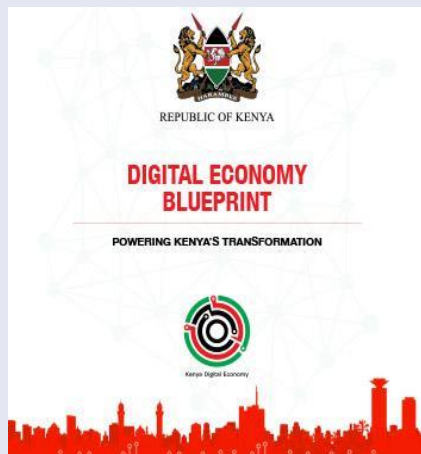 HARAMBEE
REPUBLIC OF KENYA
DIGITAL ECONOMY
BLUEPRINT
POWERING KENYA'S TRANSFORMATION
Kenya Digital Economy